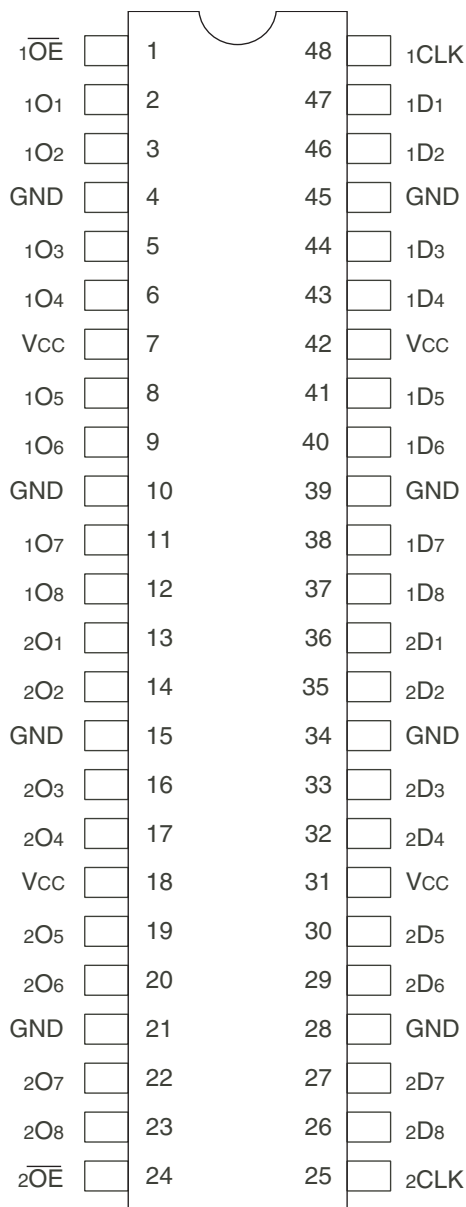 1OE 1 48 1CLK
1O1 2 47 1D1
1O2 3 46 1D2
GND 4 45 GND
1O3 5 44 1D3
1O4 6 43 1D4
VCC 7 42 VCC
1O5 8 41 1D5
1O6 9 40 1D6
GND 10 39 GND
1O7 11 38 1D7
1O8 12 37 1D8
2O1 13 36 2D1
2O2 14 35 2D2
GND 15 34 GND
2O3 16 33 2D3
2O4 17 32 2D4
VCC 18 31 VCC
2O5 19 30 2D5
2O6 20 29 2D6
GND 21 28 GND
2O7 22 27 2D7
2O8 23 26 2D8
2OE 24 25 2CLK